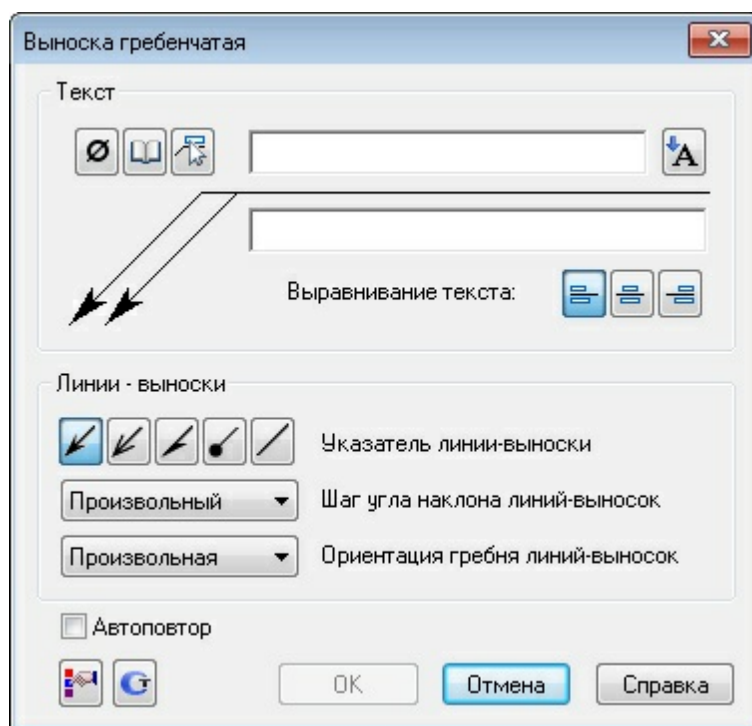 Выноска гребенчатая
Текст
Ø
A
Выравнивание текста:
Линии - выноски
Указатель линии-выноски
Произвольный
Шаг угла наклона линий-выносок
Произвольная
Ориентация гребня линий-выносок
Автоповтор
OK
Отмена
Справка